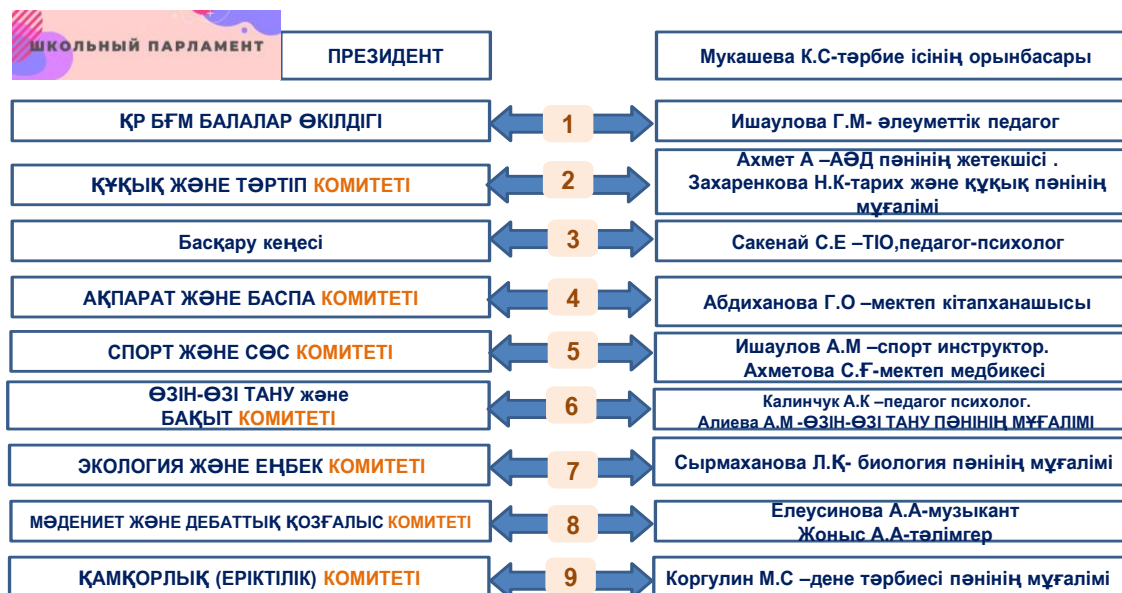 ШКОЛЬНЫЙ ПАРЛАМЕНТ
ПРЕЗИДЕНТ
Мукашева К.С-тәрбие ісінің орынбасары
ҚР БҒМ БАЛАЛАР ӨКІЛДІГІ
1
Ишаулова Г.М- әлеуметтік педагог
ҚҰҚЫҚ ЖӘНЕ ТӘРТІП КОМИТЕТІ
2
Ахмет А –АӘД пәнінің жетекшісі .
Захаренкова Н.К-тарих және құқық пәнінің
мұғалімі
Басқару кеңесі
3
Сакенай С.Е –ТІО,педагог-психолог
АҚПАРАТ ЖӘНЕ БАСПА КОМИТЕТІ
4
Абдиханова Г.О –мектеп кітапханашысы
СПОРТ ЖӘНЕ СӨС КОМИТЕТІ
5
Ишаулов А.М –спорт инструктор.
Ахметова С.Ғ-мектеп медбикесі
ӨЗІН-ӨЗІ ТАНУ және
БАҚЫТ КОМИТЕТІ
6
Калинчук А.К –педагог психолог.
Алиева А.М -ӨЗІН-ӨЗІ ТАНУ ПӘНІНІҢ МҰҒАЛІМІ
ЭКОЛОГИЯ ЖӘНЕ ЕҢБЕК КОМИТЕТІ
7
Сырмаханова Л.Қ- биология пәнінің мұғалімі
МӘДЕНИЕТ ЖӘНЕ ДЕБАТТЫҚ ҚОЗҒАЛЫС КОМИТЕТІ
8
Елеусинова А.А-музыкант
Жоныс А.А-тәлімгер
ҚАМҚОРЛЫҚ (ЕРІКТІЛІК) КОМИТЕТІ
9
Коргулин М.С –дене тәрбиесі пәнінің мұғалімі